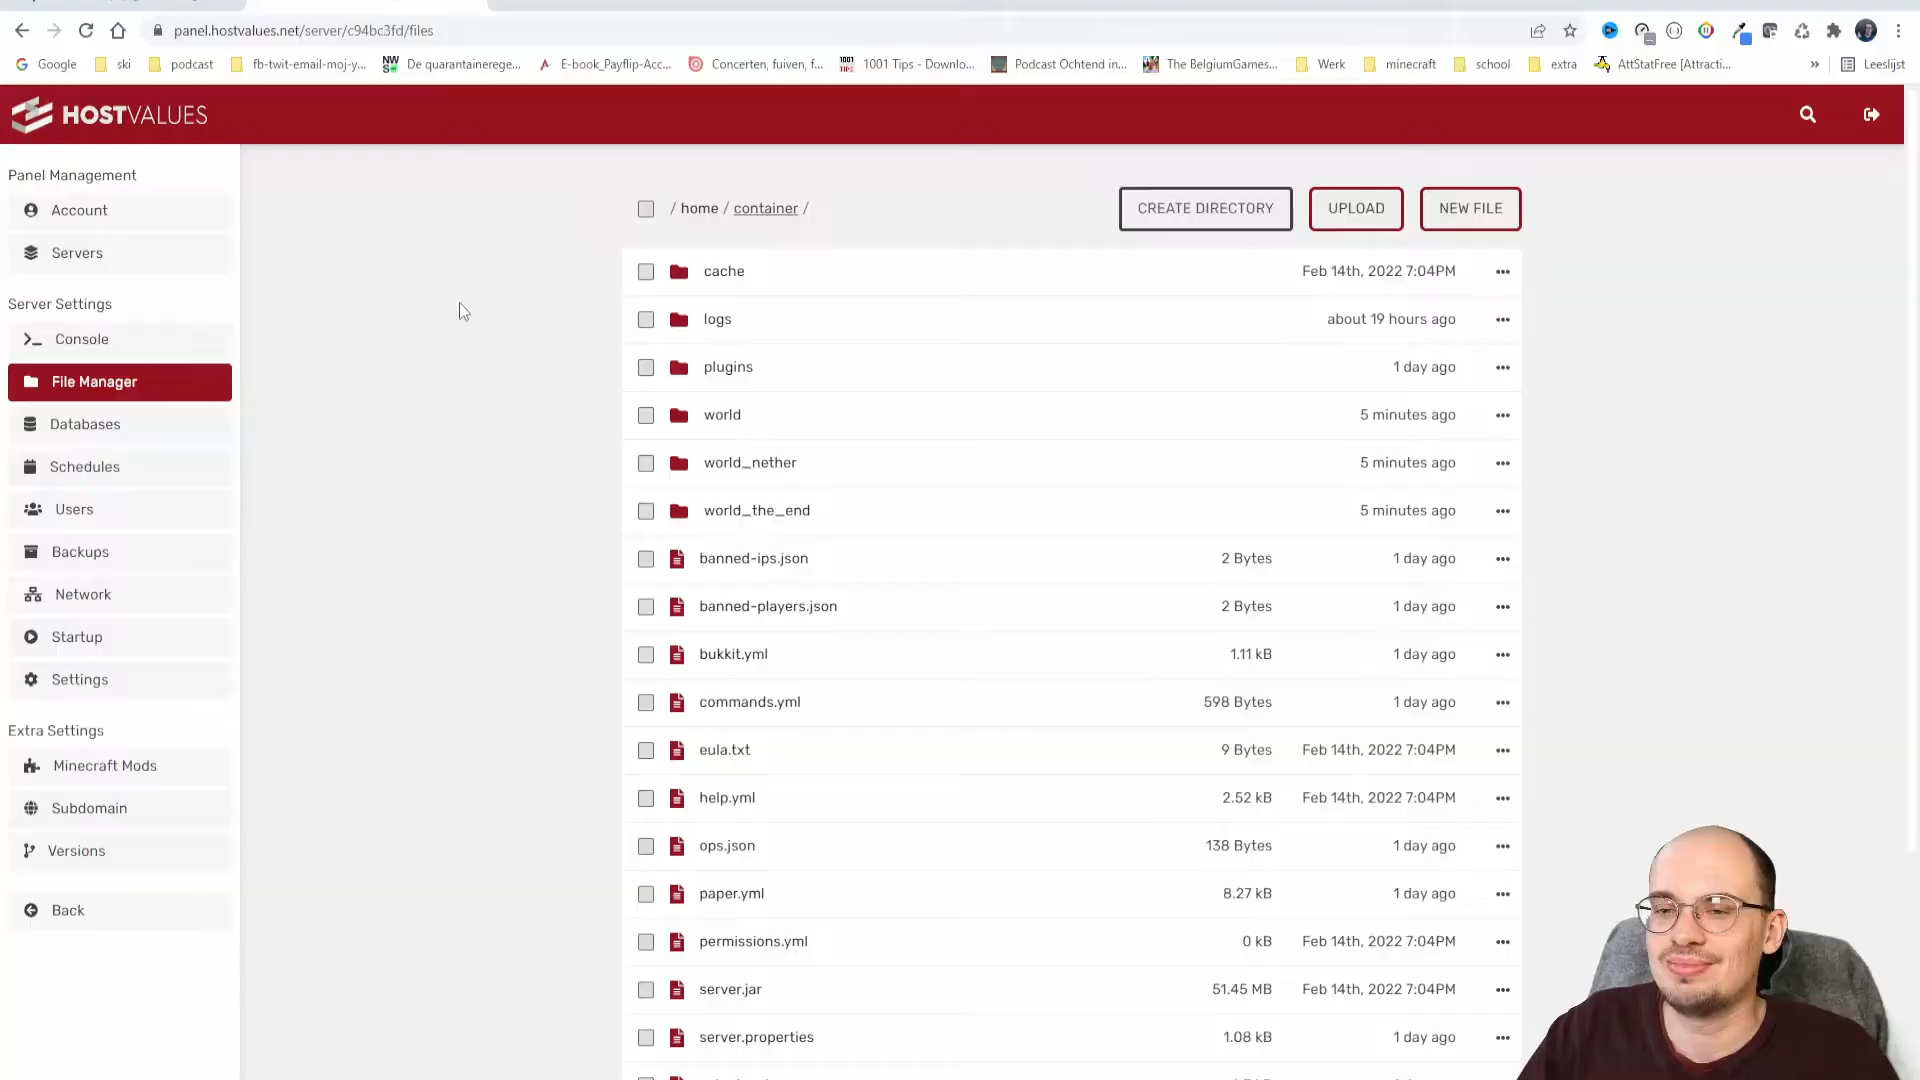 panel.hostvalues.net/server/c94bc3fd/files
Google ski podcast fb-twit-email-moj-y... De quarantainerege... E-book_Payflip-Acc... Concerten, fuiven, f... 1001 Tips - Downlo... Podcast Ochtend in... The BelgiumGames... Werk minecraft school extra AttStatFree [Attracti... » Leeslijst
HOSTVALUES
Panel Management
Account
Servers
Server Settings
Console
File Manager
Databases
Schedules
Users
Backups
Network
Startup
Settings
Extra Settings
Minecraft Mods
Subdomain
Versions
Back
/ home / container /
CREATE DIRECTORY UPLOAD NEW FILE
cache Feb 14th, 2022 7:04PM
logs about 19 hours ago
plugins 1 day ago
world 5 minutes ago
world_nether 5 minutes ago
world_the_end 5 minutes ago
banned-ips.json 2 Bytes 1 day ago
banned-players.json 2 Bytes 1 day ago
bukkit.yml 1.11 kB 1 day ago
commands.yml 598 Bytes 1 day ago
eula.txt 9 Bytes Feb 14th, 2022 7:04PM
help.yml 2.52 kB Feb 14th, 2022 7:04PM
ops.json 138 Bytes 1 day ago
paper.yml 8.27 kB 1 day ago
permissions.yml 0 kB Feb 14th, 2022 7:04PM
server.jar 51.45 MB Feb 14th, 2022 7:04PM
server.properties 1.08 kB 1 day ago